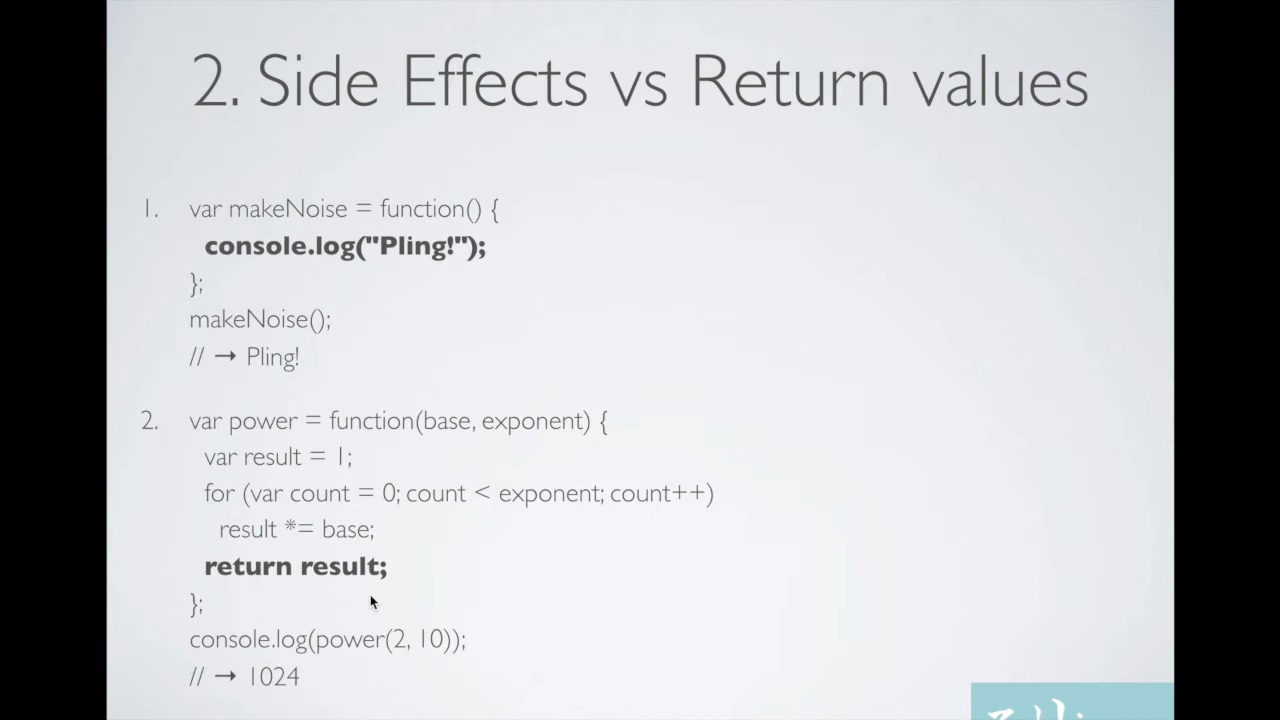 2. Side Effects vs Return values
1. var makeNoise = function() {
console.log("Pling!");
};
makeNoise();
// → Pling!
2. var power = function(base, exponent) {
var result = 1;
for (var count = 0; count < exponent; count++)
result *= base;
return result;
};
console.log(power(2, 10));
// → 1024